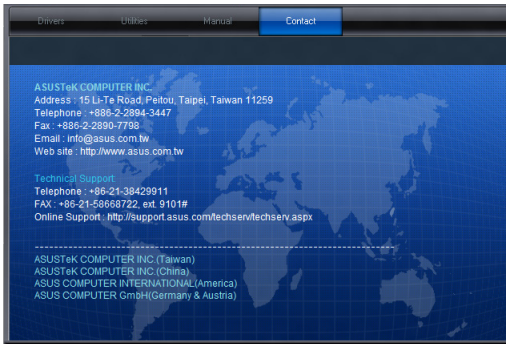 Drivers Utilities Manual Contact
ASUSTeK COMPUTER INC.
Address : 15 Li-Te Road, Peitou, Taipei, Taiwan 11259
Telephone : +886-2-2894-3447
Fax : +886-2-2890-7798
Email : info@asus.com.tw
Web site : http://www.asus.com.tw
Technical Support
Telephone : +86-21-38429911
FAX : +86-21-58668722, ext. 9101#
Online Support : http://support.asus.com/techserv/techserv.aspx
ASUSTeK COMPUTER INC.(Taiwan)
ASUSTeK COMPUTER INC.(China)
ASUS COMPUTER INTERNATIONAL(America)
ASUS COMPUTER GmbH(Germany & Austria)